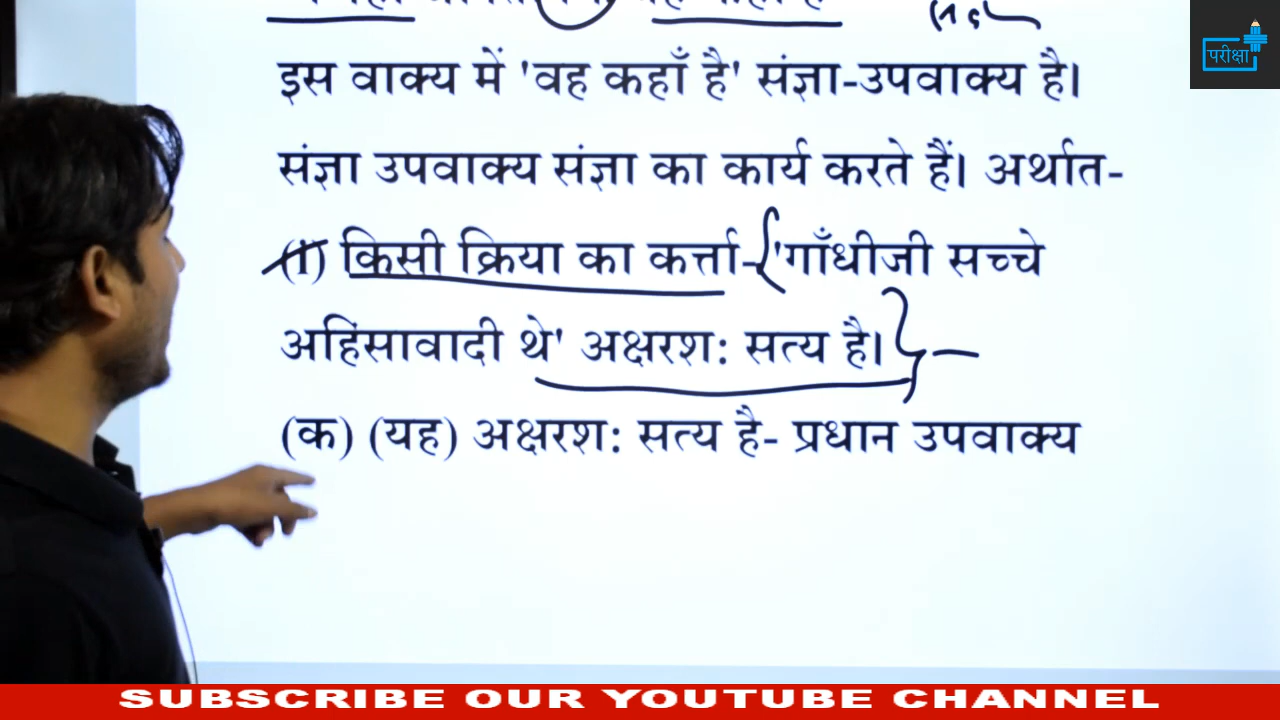 परीक्षा
इस वाक्य में 'वह कहाँ है' संज्ञा-उपवाक्य है।
संज्ञा उपवाक्य संज्ञा का कार्य करते हैं। अर्थात-
(I) किसी क्रिया का कर्त्ता- 'गाँधीजी सच्चे
अहिंसावादी थे' अक्षरश: सत्य है।
(क) (यह) अक्षरश: सत्य है- प्रधान उपवाक्य
SUBSCRIBE OUR YOUTUBE CHANNEL